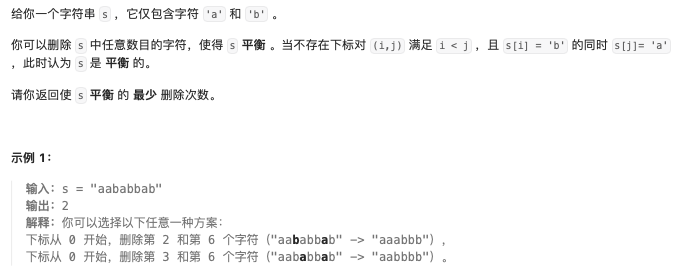 给你一个字符串 s ，它仅包含字符 'a' 和 'b' 。
你可以删除 s 中任意数目的字符，使得 s 平衡 。当不存在下标对 (i,j) 满足 i < j ，且 s[i] = 'b' 的同时 s[j]= 'a'
，此时认为 s 是 平衡 的。
请你返回使 s 平衡 的 最少 删除次数。
示例 1：
输入：s = "aababbab"
输出：2
解释：你可以选择以下任意一种方案：
下标从 0 开始，删除第 2 和第 6 个字符（"aababbab" -> "aaabbb"），
下标从 0 开始，删除第 3 和第 6 个字符（"aababbab" -> "aabbbb"）。